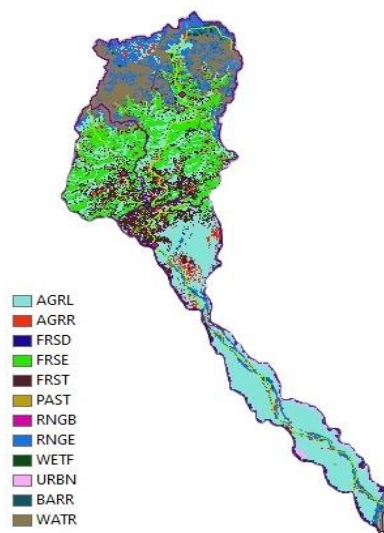 AGRL
AGRR
FRSD
FRSE
FRST
PAST
RNGB
RNGE
WETF
URBN
BARR
WATR